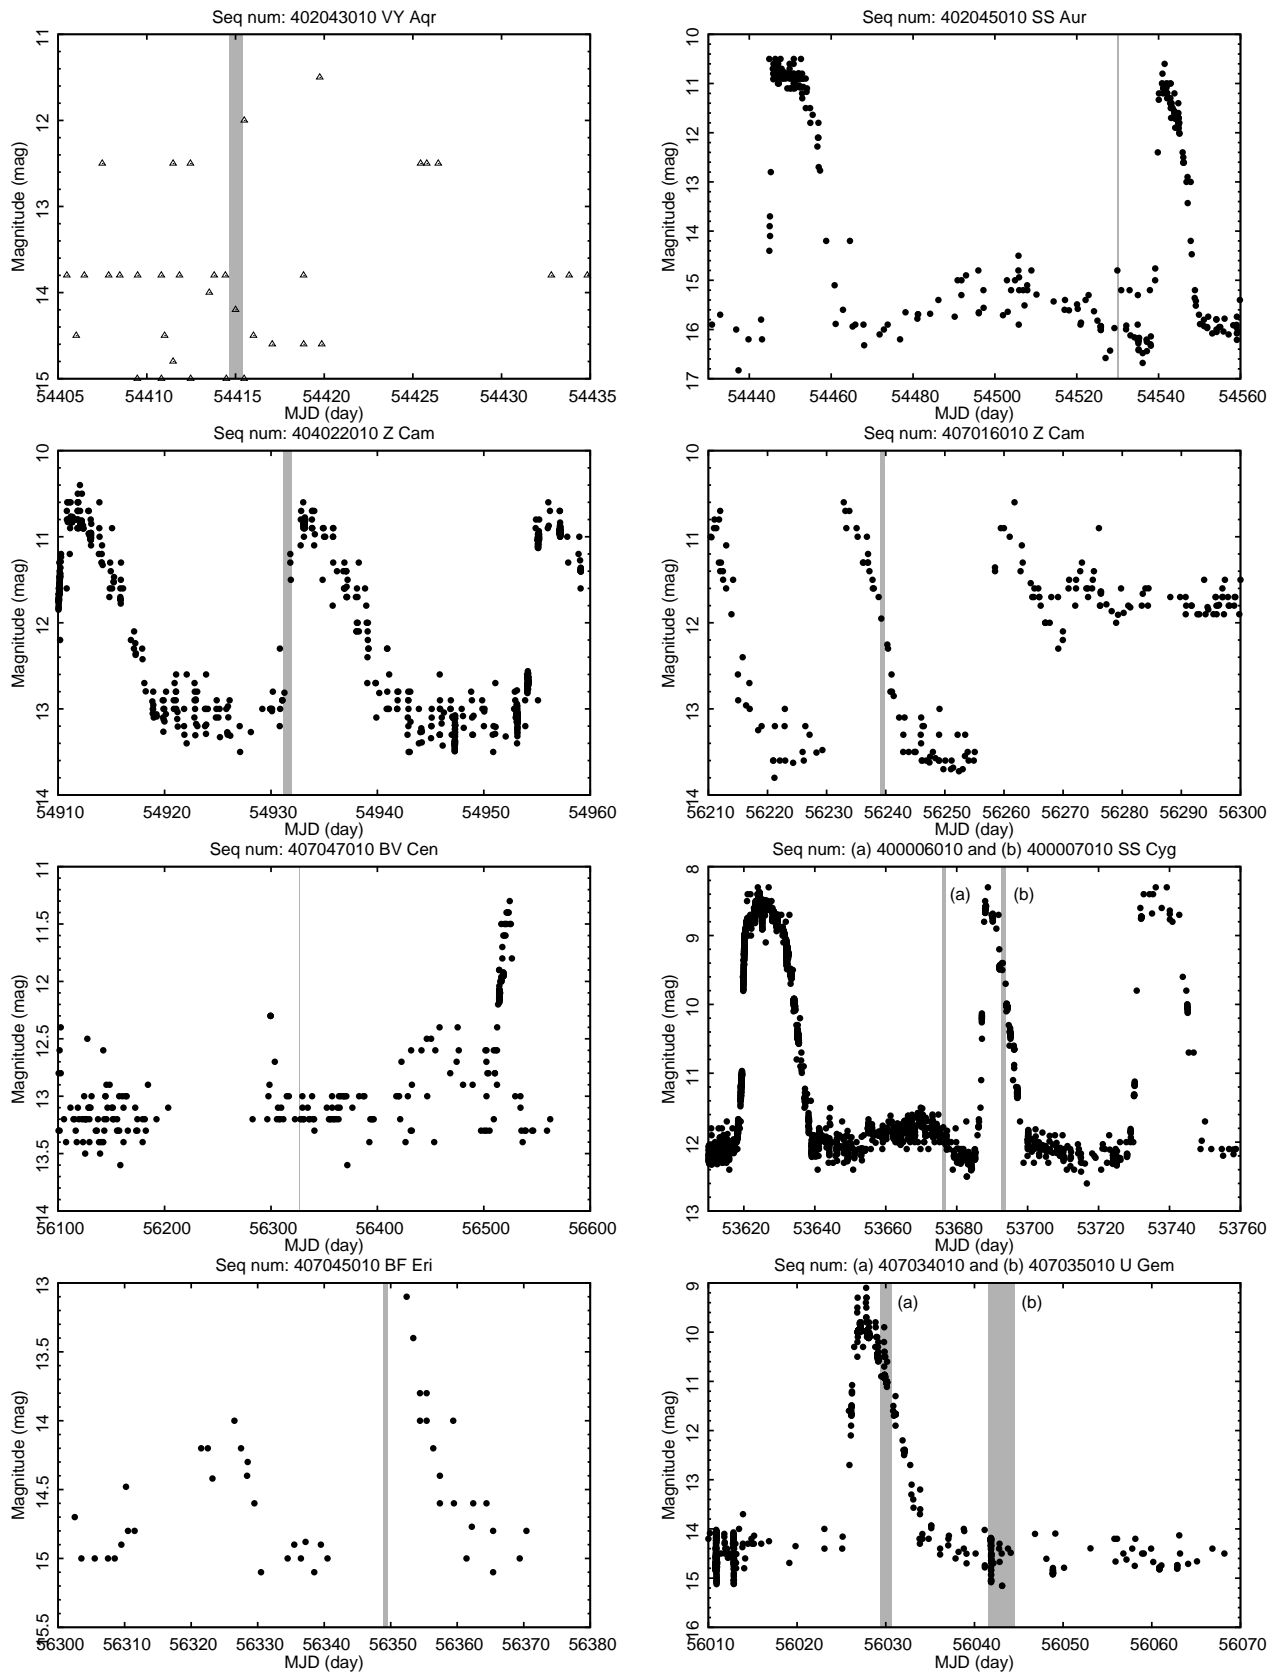 Seq num: 402043010 VY Aqr
11
12
13
14
15
Magnitude (mag)
54405 54410 54415 54420 54425 54430 54435
MJD (day)
Seq num: 402045010 SS Aur
10
11
12
13
14
15
16
17
Magnitude (mag)
54440 54460 54480 54500 54520 54540 54560
MJD (day)
Seq num: 404022010 Z Cam
10
11
12
13
14
Magnitude (mag)
54910 54920 54930 54940 54950 54960
MJD (day)
Seq num: 407016010 Z Cam
10
11
12
13
14
Magnitude (mag)
56210 56220 56230 56240 56250 56260 56270 56280 56290 56300
MJD (day)
Seq num: 407047010 BV Cen
11
11.5
12
12.5
13
13.5
14
Magnitude (mag)
56100 56200 56300 56400 56500 56600
MJD (day)
Seq num: (a) 400006010 and (b) 400007010 SS Cyg
(a) (b)
8
9
10
11
12
13
Magnitude (mag)
53620 53640 53660 53680 53700 53720 53740 53760
MJD (day)
Seq num: 407045010 BF Eri
13
13.5
14
14.5
15
15.5
Magnitude (mag)
56300 56310 56320 56330 56340 56350 56360 56370 56380
MJD (day)
Seq num: (a) 407034010 and (b) 407035010 U Gem
(a) (b)
9
10
11
12
13
14
15
16
Magnitude (mag)
56010 56020 56030 56040 56050 56060 56070
MJD (day)